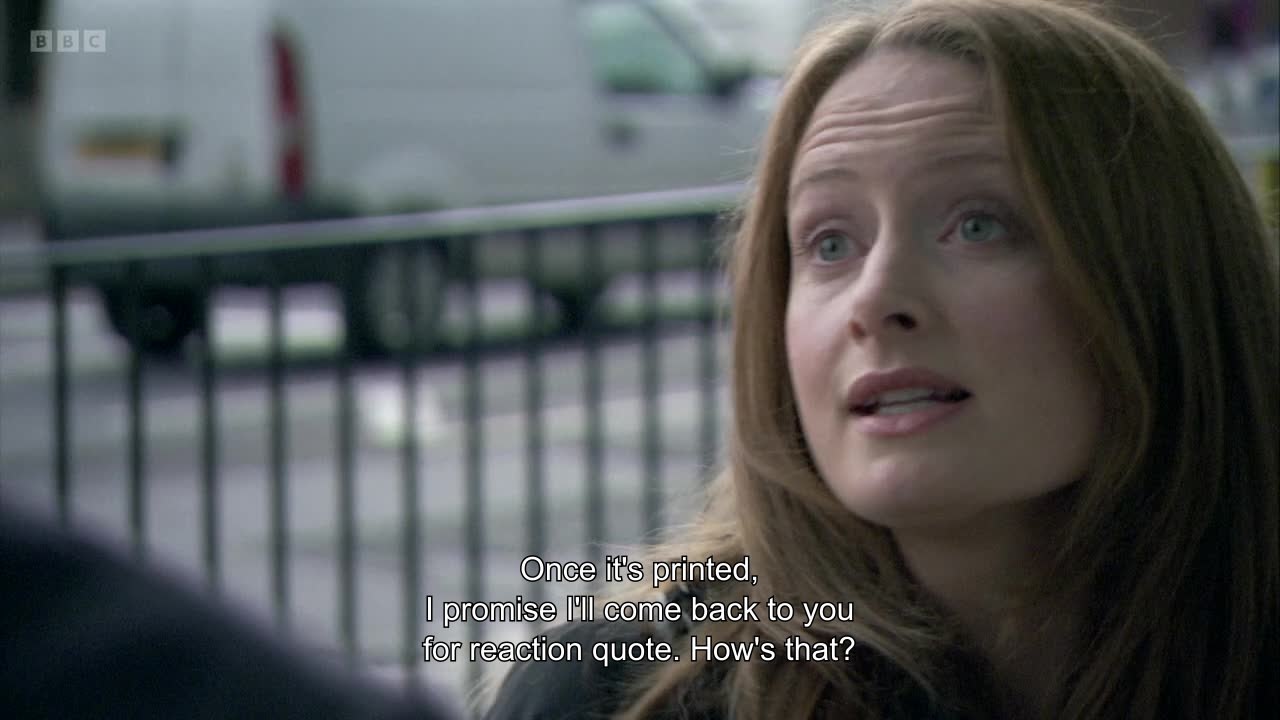 BBC
Once it's printed,
I promise I'll come back to you
for reaction quote. How's that?